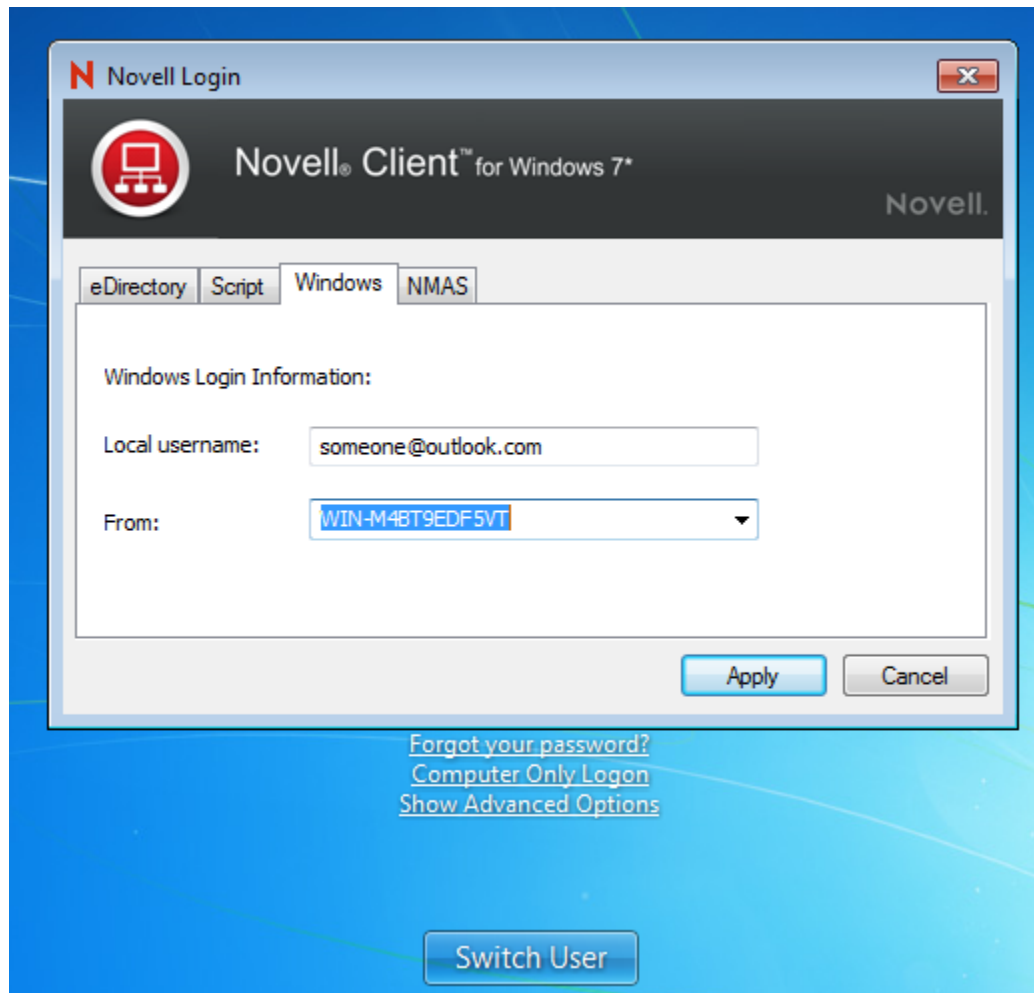 N Novell Login
Novell® Client™ for Windows 7*
Novell.
eDirectory Script Windows NMAS
Windows Login Information:
Local username: someone@outlook.com
From: WIN-M4BT9EDF5VT
Apply Cancel
Forgot your password?
Computer Only Logon
Show Advanced Options
Switch User